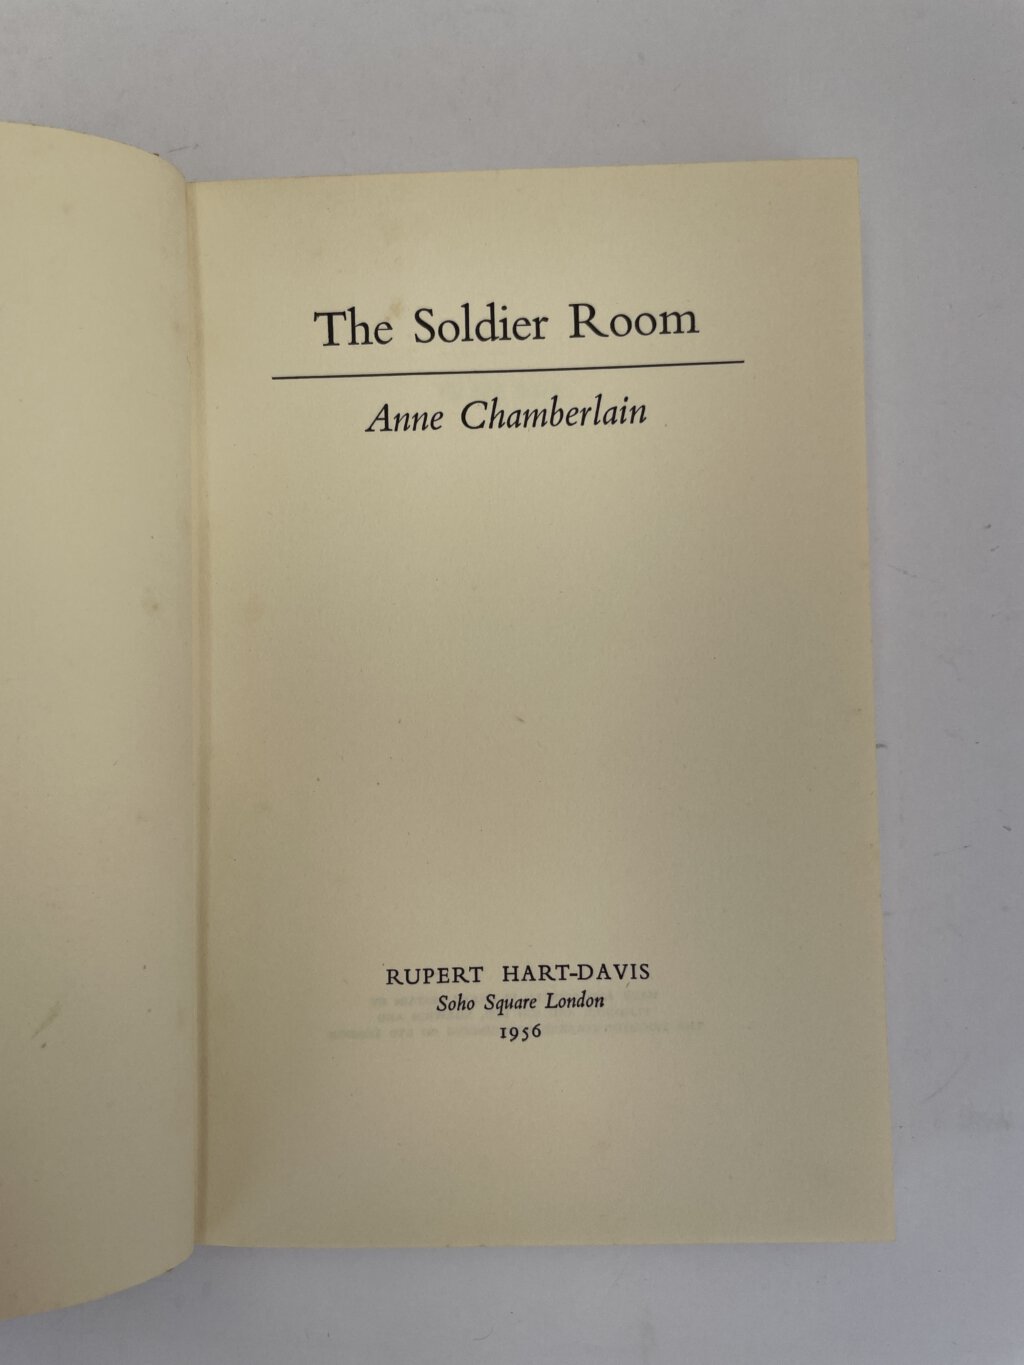 The Soldier Room
Anne Chamberlain
RUPERT HART-DAVIS
Soho Square London
1956